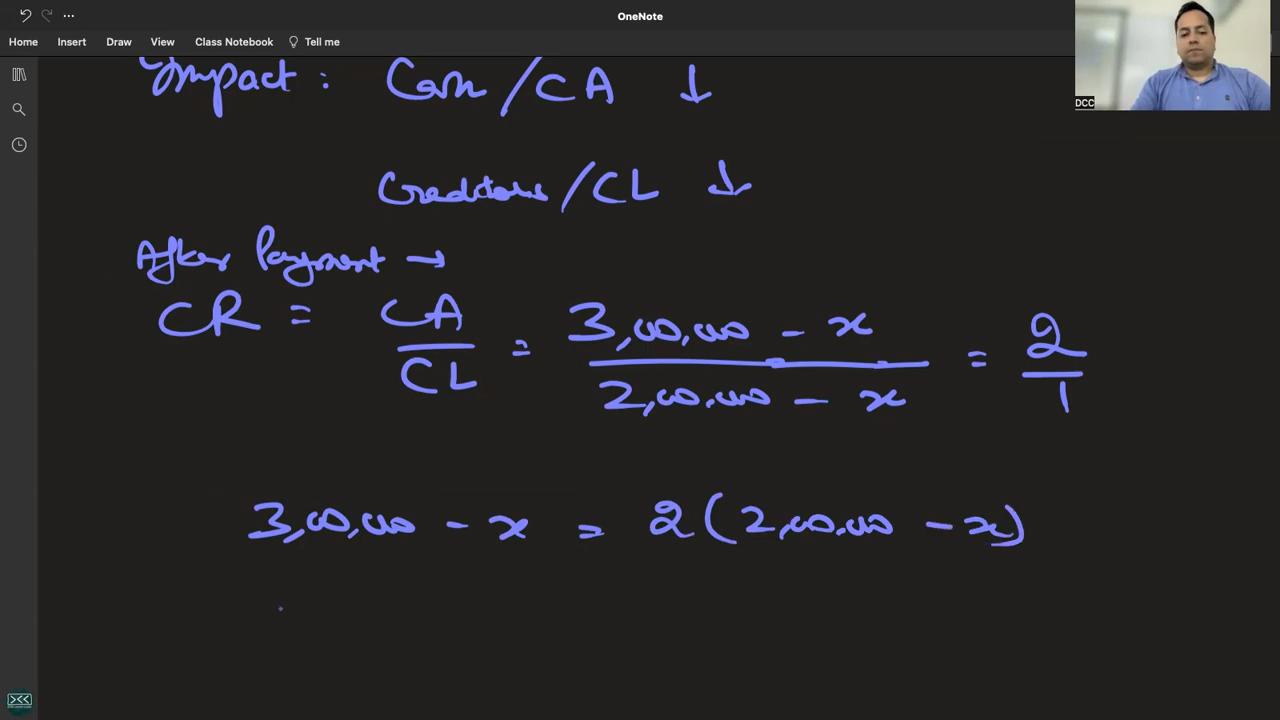 OneNote
Home Insert Draw View Class Notebook Tell me
DCC
Impact : Cash / CA ↓
Creditors / CL ↓
After Payment →
CR = CA / CL = 3,00,000 - x / 2,00,000 - x = 2 / 1
3,00,000 - x = 2 ( 2,00,000 - x )